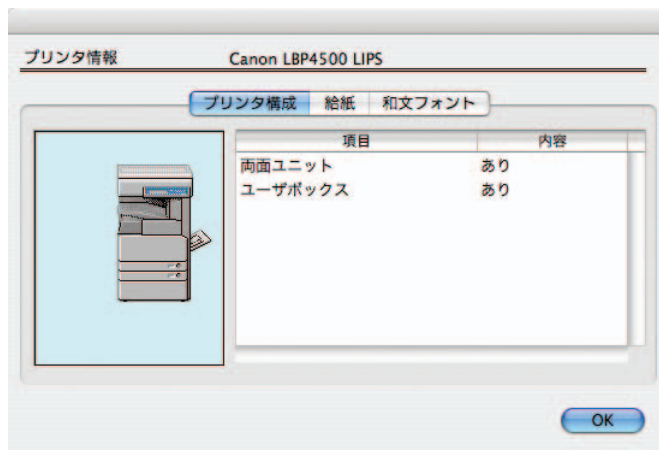 プリンタ情報 Canon LBP4500 LIPS
プリンタ構成 給紙 和文フォント
項目 内容
両面ユニット あり
ユーザボックス あり
OK